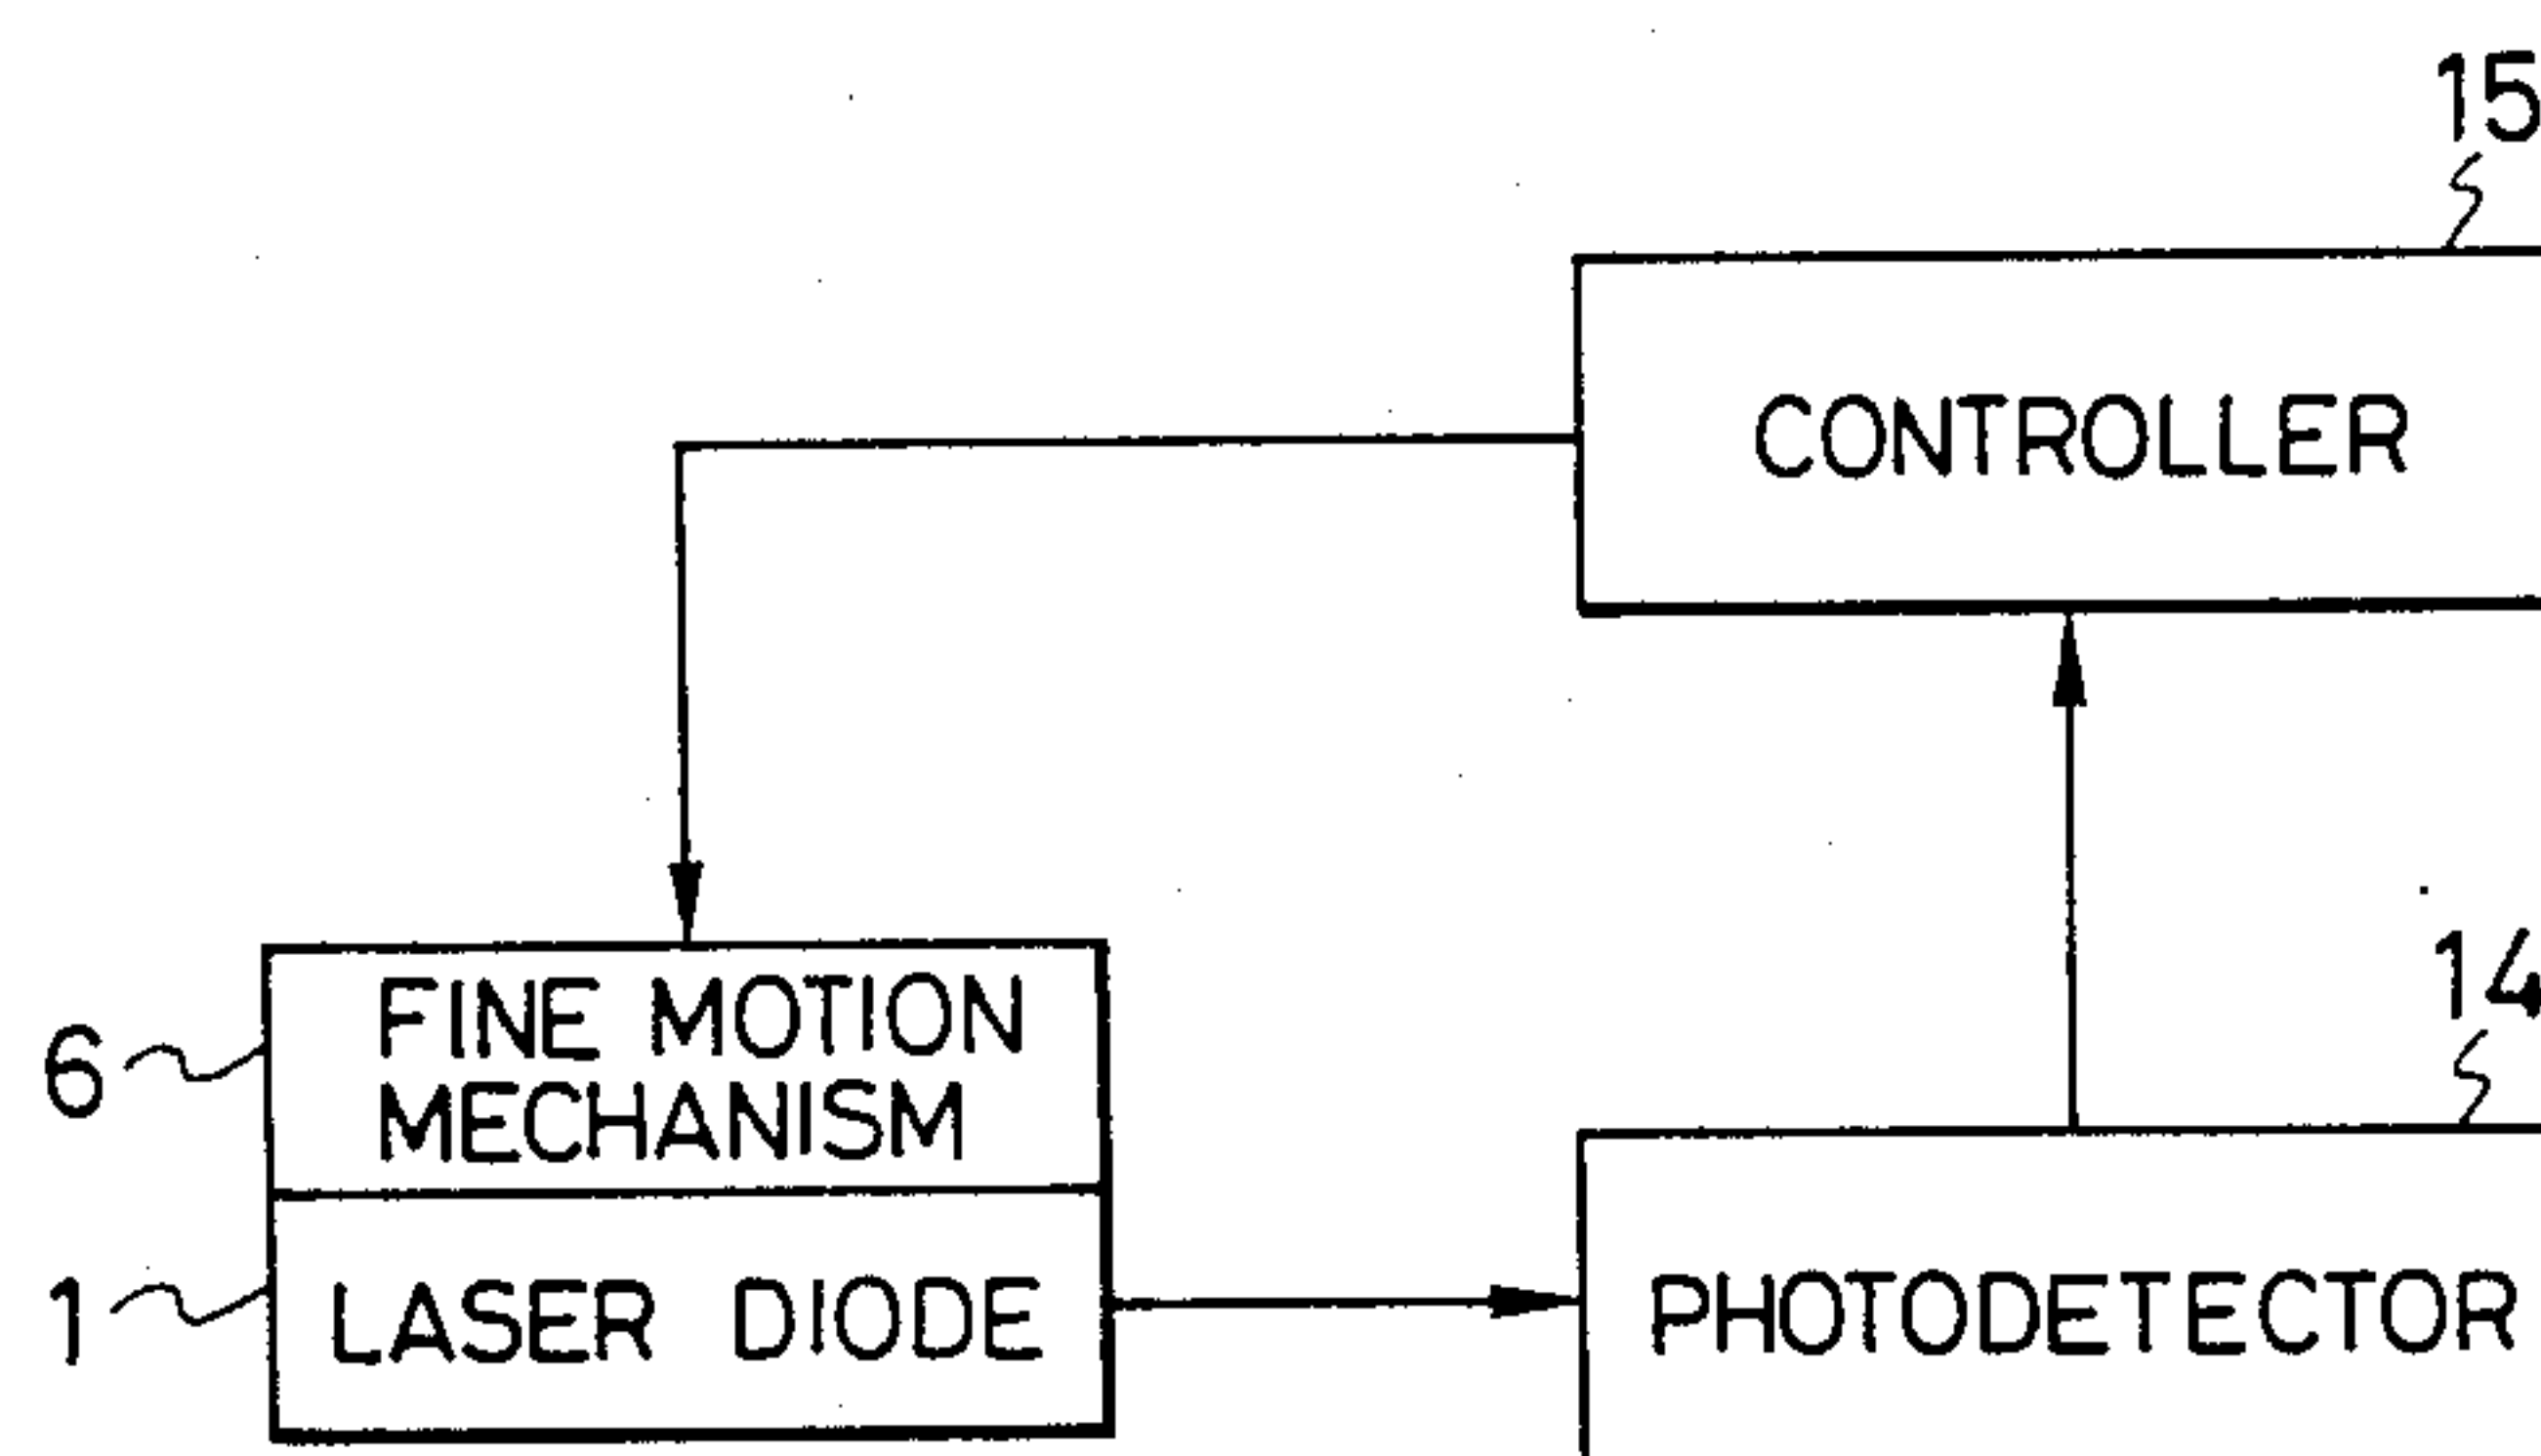 15
CONTROLLER
14
6
FINE MOTION
MECHANISM
1
LASER DIODE
PHOTODETECTOR